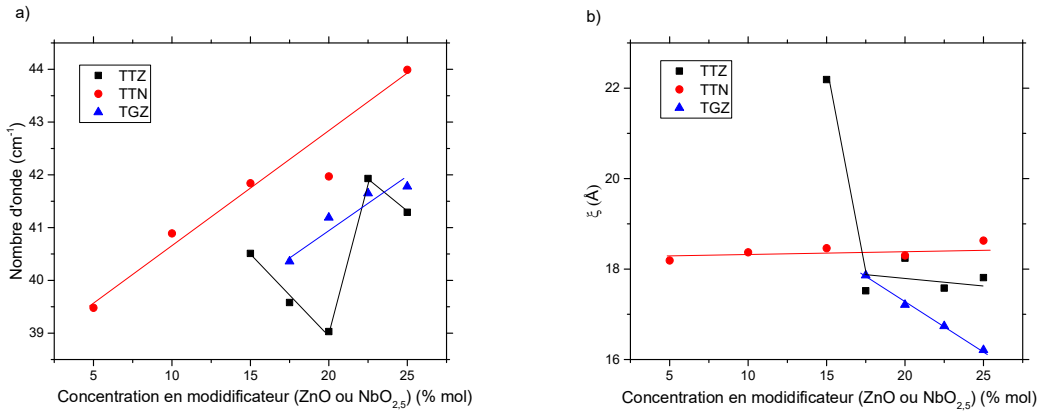 a)
44
43
42
41
40
39
Nombre d'onde (cm⁻¹)
TTZ
TTN
TGZ
5 10 15 20 25
Concentration en modidificateur (ZnO ou NbO₂,₅) (% mol)
b)
22
20
18
16
ξ (Å)
TTZ
TTN
TGZ
5 10 15 20 25
Concentration en modidificateur (ZnO ou NbO₂,₅) (% mol)